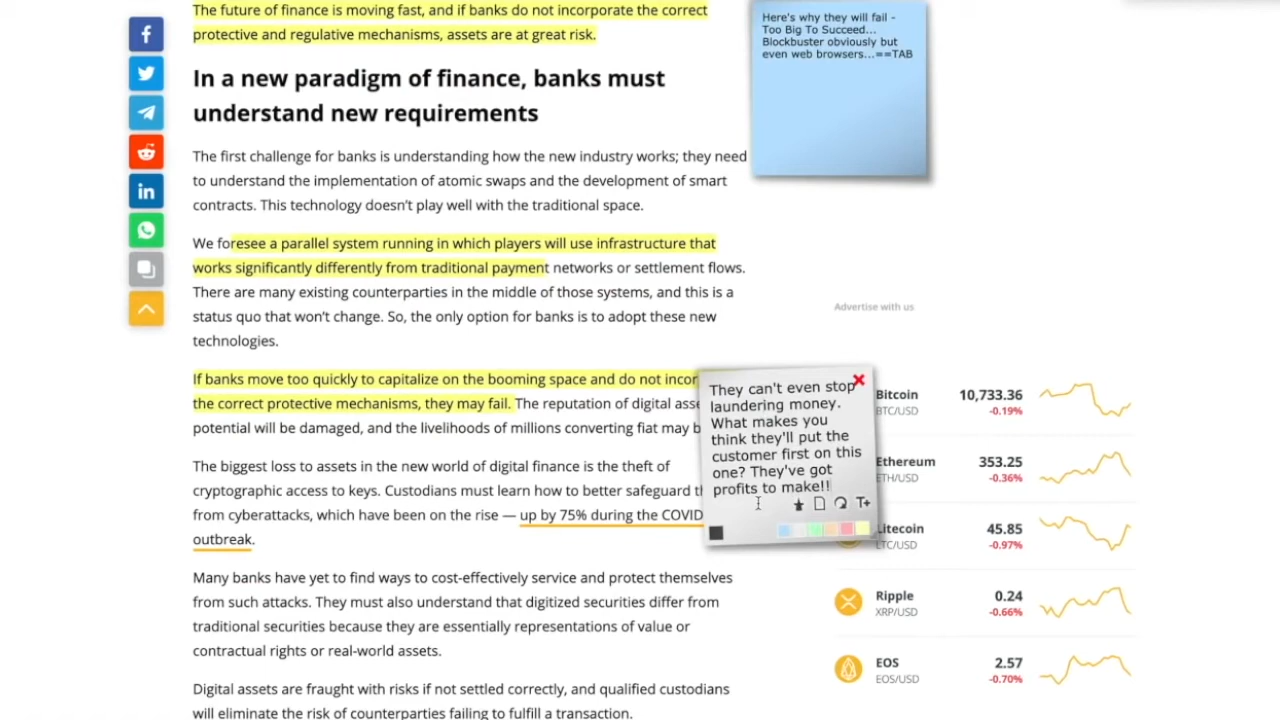 The future of finance is moving fast, and if banks do not incorporate the correct
protective and regulative mechanisms, assets are at great risk.
In a new paradigm of finance, banks must
understand new requirements
The first challenge for banks is understanding how the new industry works; they need
to understand the implementation of atomic swaps and the development of smart
contracts. This technology doesn't play well with the traditional space.
We foresee a parallel system running in which players will use infrastructure that
works significantly differently from traditional payment networks or settlement flows.
There are many existing counterparties in the middle of those systems, and this is a
status quo that won't change. So, the only option for banks is to adopt these new
technologies.
If banks move too quickly to capitalize on the booming space and do not incor
the correct protective mechanisms, they may fail. The reputation of digital asse
potential will be damaged, and the livelihoods of millions converting fiat may b
The biggest loss to assets in the new world of digital finance is the theft of
cryptographic access to keys. Custodians must learn how to better safeguard t
from cyberattacks, which have been on the rise — up by 75% during the COVID
outbreak.
Many banks have yet to find ways to cost-effectively service and protect themselves
from such attacks. They must also understand that digitized securities differ from
traditional securities because they are essentially representations of value or
contractual rights or real-world assets.
Digital assets are fraught with risks if not settled correctly, and qualified custodians
will eliminate the risk of counterparties failing to fulfill a transaction.
Here's why they will fail -
Too Big To Succeed...
Blockbuster obviously but
even web browsers...==TAB
Advertise with us
They can't even stop
laundering money.
What makes you
think they'll put the
customer first on this
one? They've got
profits to make!!
T+
Bitcoin 10,733.36
BTC/USD -0.19%
Ethereum 353.25
ETH/USD -0.36%
Litecoin 45.85
LTC/USD -0.97%
Ripple 0.24
XRP/USD -0.66%
EOS 2.57
EOS/USD -0.70%